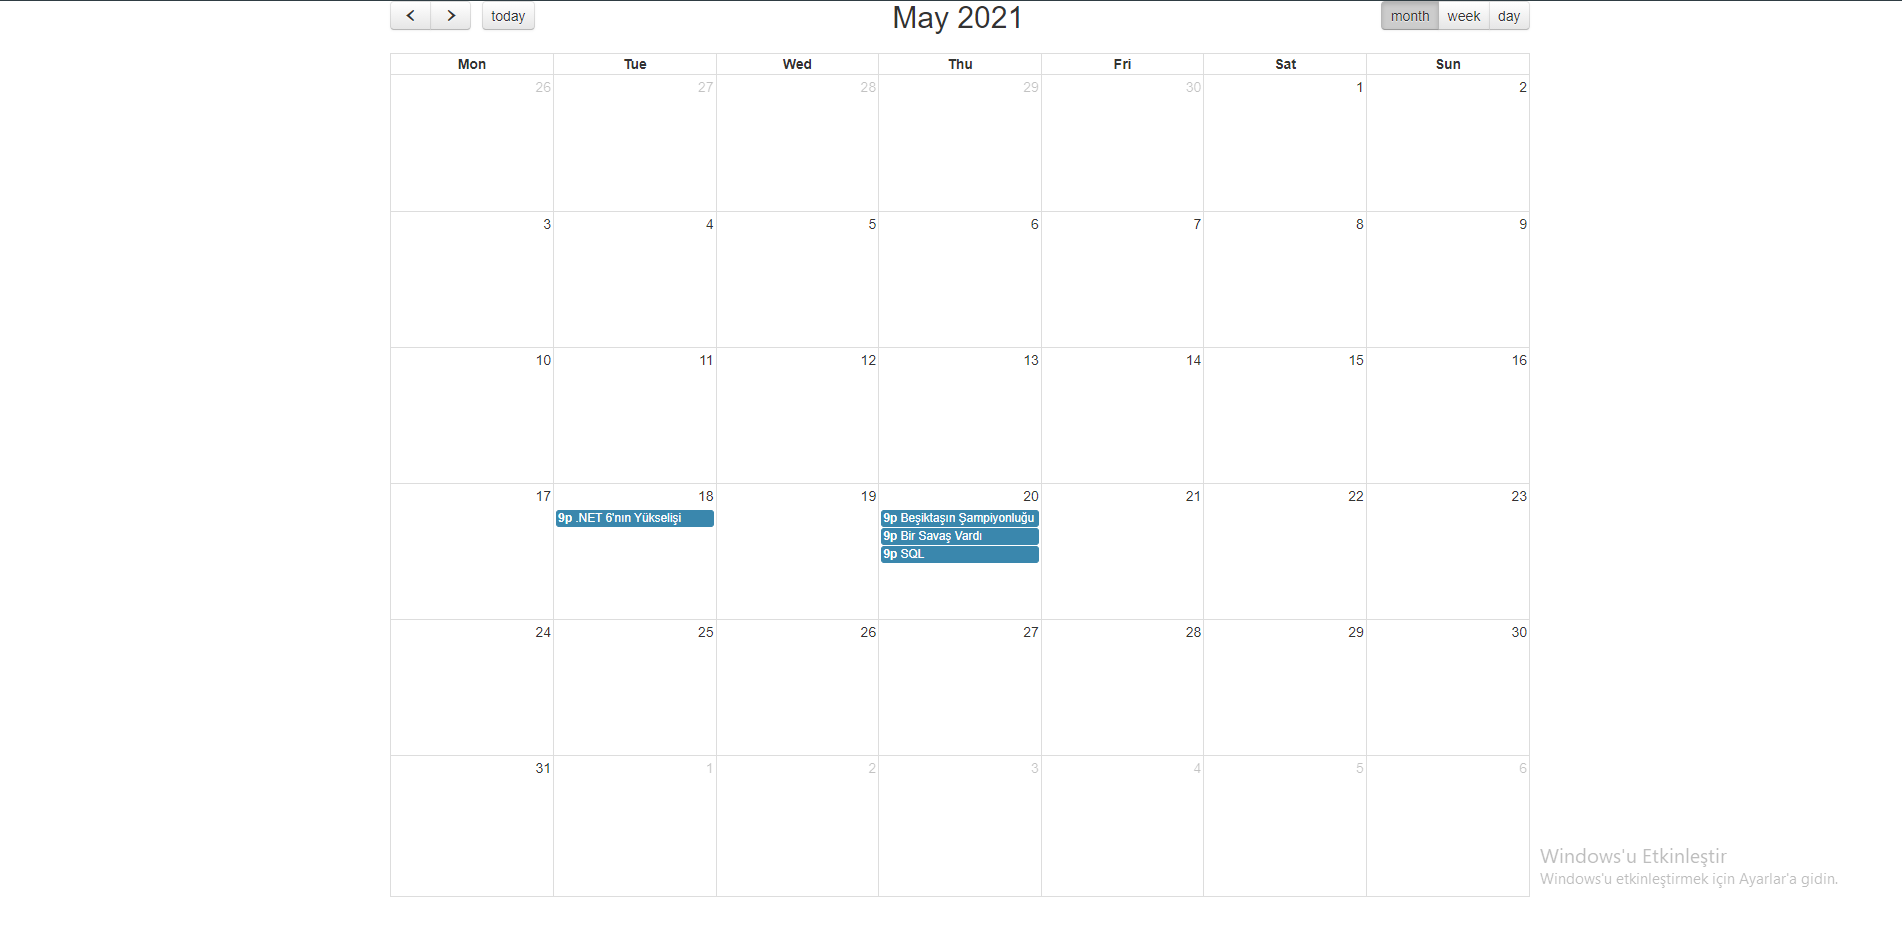 today May 2021 month week day
Mon Tue Wed Thu Fri Sat Sun
26 27 28 29 30 1 2
3 4 5 6 7 8 9
10 11 12 13 14 15 16
17 18 19 20 21 22 23
9p .NET 6'nın Yükselişi 9p Beşiktaşın Şampiyonluğu
9p Bir Savaş Vardı
9p SQL
24 25 26 27 28 29 30
31 1 2 3 4 5 6
Windows'u Etkinleştir
Windows'u etkinleştirmek için Ayarlar'a gidin.